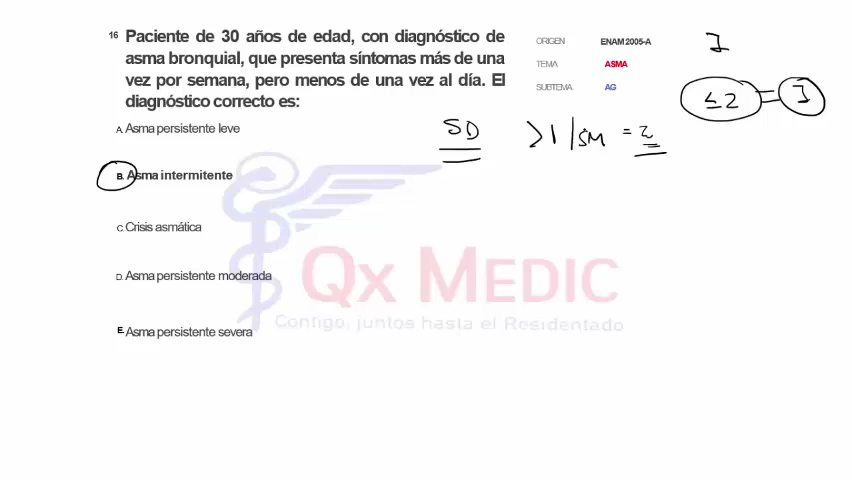 16 Paciente de 30 años de edad, con diagnóstico de
asma bronquial, que presenta síntomas más de una
vez por semana, pero menos de una vez al día. El
diagnóstico correcto es:
A. Asma persistente leve
B. Asma intermitente
C. Crisis asmática
D. Asma persistente moderada
E. Asma persistente severa
ORIGEN ENAM 2005-A
TEMA ASMA
SUBTEMA AG
I
≤2 = I
SD >1/SM = 2
Qx MEDIC
Contigo, juntos hasta el Residentado